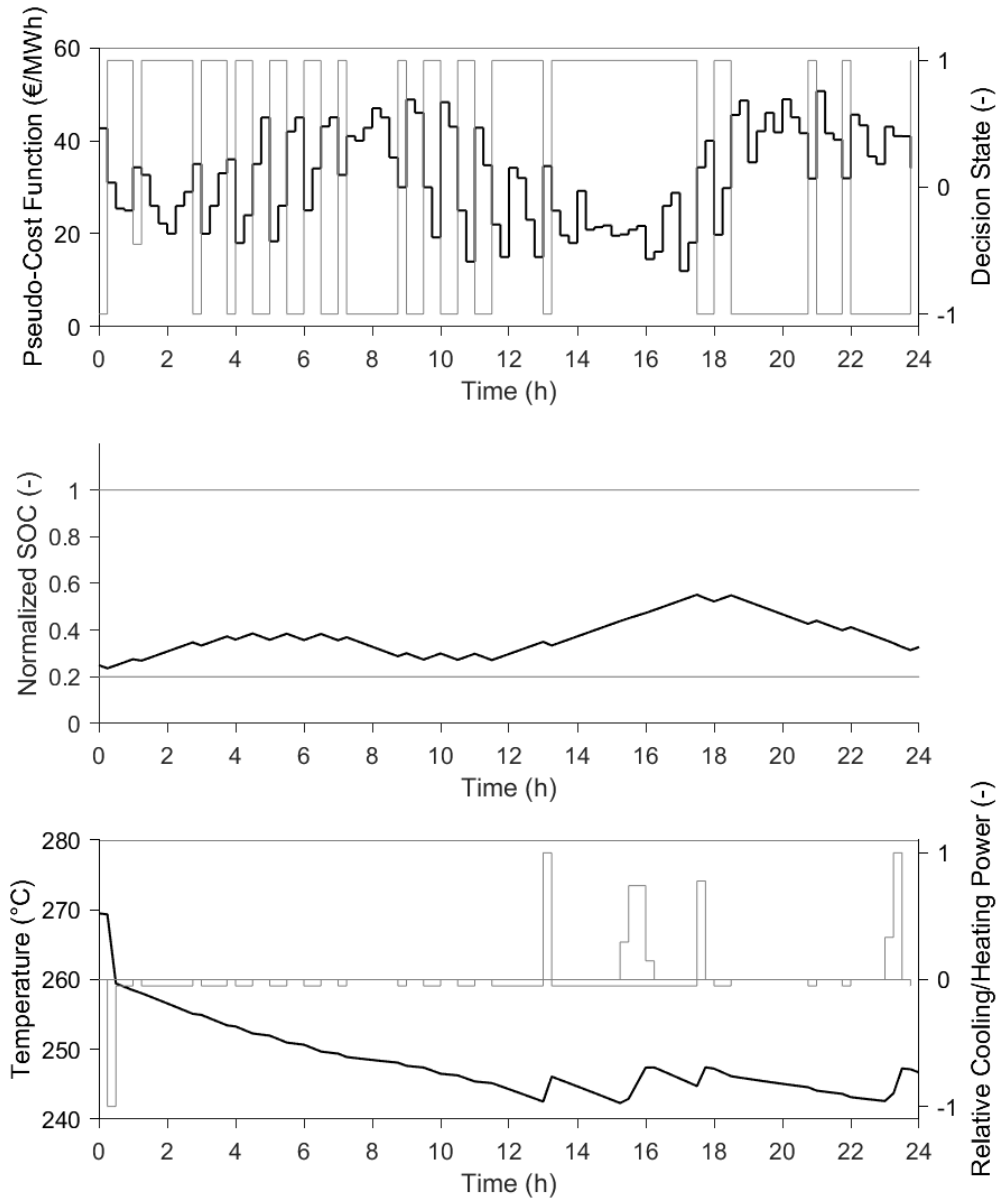 Pseudo-Cost Function (€/MWh)
60
40
20
0
1
0
-1
Decision State (-)
0 2 4 6 8 10 12 14 16 18 20 22 24
Time (h)
Normalized SOC (-)
1
0.8
0.6
0.4
0.2
0
0 2 4 6 8 10 12 14 16 18 20 22 24
Time (h)
Temperature (°C)
280
270
260
250
240
1
0
-1
Relative Cooling/Heating Power (-)
0 2 4 6 8 10 12 14 16 18 20 22 24
Time (h)